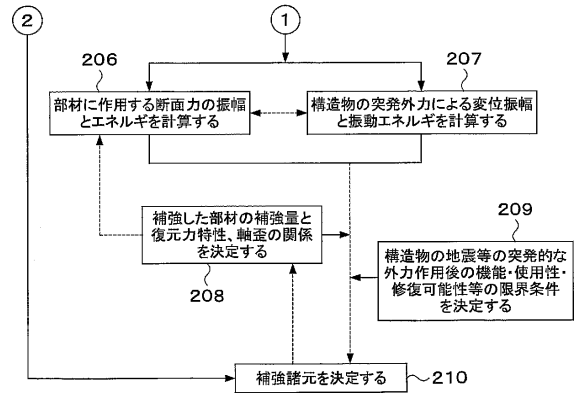 2
1
206
207
部材に作用する断面力の振幅
とエネルギを計算する
構造物の突発外力による変位振幅
と振動エネルギを計算する
補強した部材の補強量と
復元力特性、軸歪の関係
を決定する
208
209
構造物の地震等の突発的な
外力作用後の機能・使用性・
修復可能性等の限界条件
を決定する
補強諸元を決定する
210